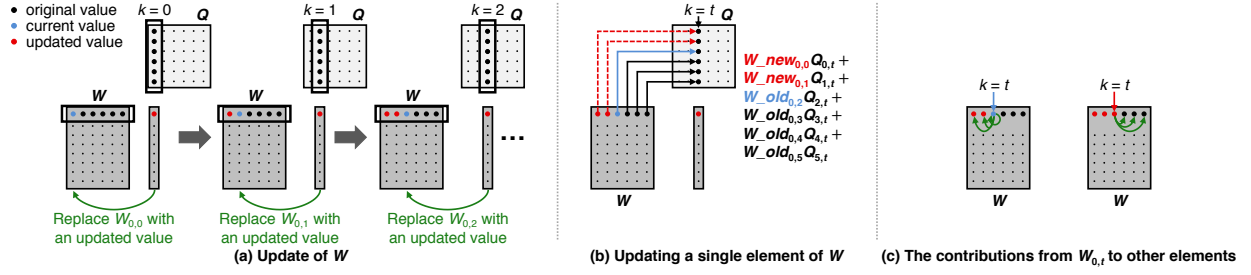 original value
current value
updated value
k = 0
Q
k = 1
Q
k = 2
Q
W
W
W
...
Replace W0,0 with
an updated value
Replace W0,1 with
an updated value
Replace W0,2 with
an updated value
(a) Update of W
k = t
Q
W_new0,0Q0,t +
W_new0,1Q1,t +
W_old0,2Q2,t +
W_old0,3Q3,t +
W_old0,4Q4,t +
W_old0,5Q5,t
W
(b) Updating a single element of W
k = t
k = t
W
W
(c) The contributions from W0,t to other elements